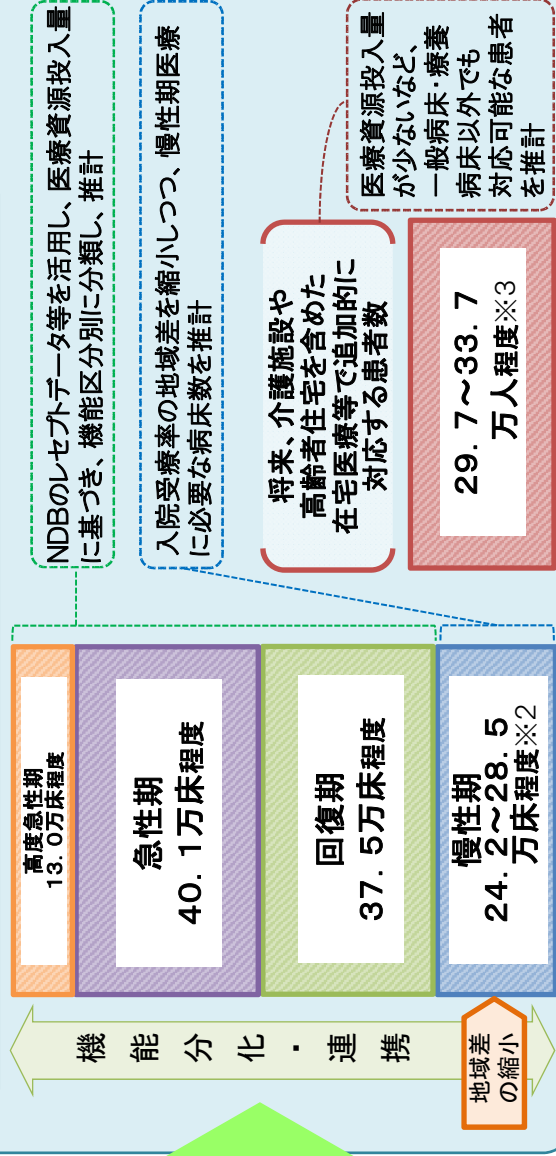 機能分化・連携
地域差
の縮小
高度急性期
13.0万床程度
急性期
40.1万床程度
回復期
37.5万床程度
慢性期
24.2～28.5
万床程度※2
NDBのレセプトデータ等を活用し、医療資源投入量
に基づき、機能区分別に分類し、推計
入院受療率の地域差を縮小しつつ、慢性期医療
に必要な病床数を推計
将来、介護施設や
高齢者住宅を含めた
在宅医療等で追加的に
対応する患者数
29.7～33.7
万人程度※3
医療資源投入量
が少ないなど、
一般病床・療養
病床以外でも
対応可能な患者
を推計